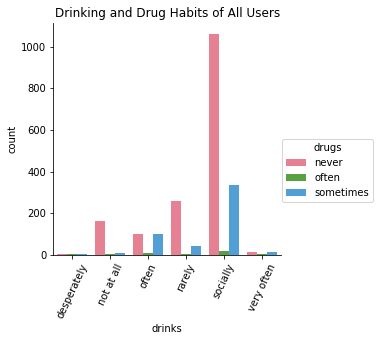 Drinking and Drug Habits of All Users
1000
800
600
400
200
0
count
desperately
not at all
often
rarely
socially
very often
drinks
drugs
never
often
sometimes